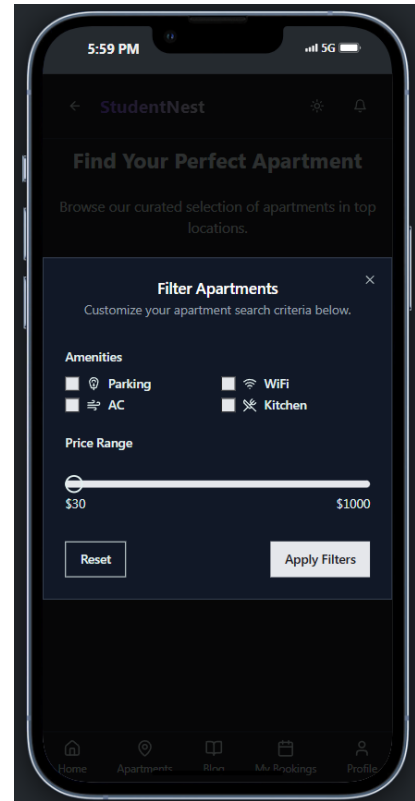 5:59 PM
5G
StudentNest
Find Your Perfect Apartment
Browse our curated selection of apartments in top
locations.
Filter Apartments
Customize your apartment search criteria below.
Amenities
Parking
WiFi
AC
Kitchen
Price Range
$30
$1000
Reset
Apply Filters
Home
Apartments
Blog
My Bookings
Profile